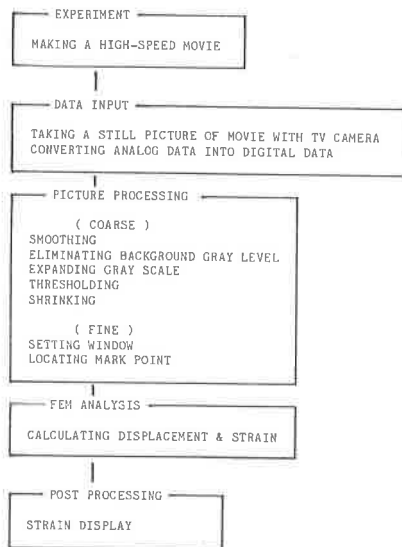 EXPERIMENT
MAKING A HIGH-SPEED MOVIE
DATA INPUT
TAKING A STILL PICTURE OF MOVIE WITH TV CAMERA
CONVERTING ANALOG DATA INTO DIGITAL DATA
PICTURE PROCESSING
( COARSE )
SMOOTHING
ELIMINATING BACKGROUND GRAY LEVEL
EXPANDING GRAY SCALE
THRESHOLDING
SHRINKING
( FINE )
SETTING WINDOW
LOCATING MARK POINT
FEM ANALYSIS
CALCULATING DISPLACEMENT & STRAIN
POST PROCESSING
STRAIN DISPLAY